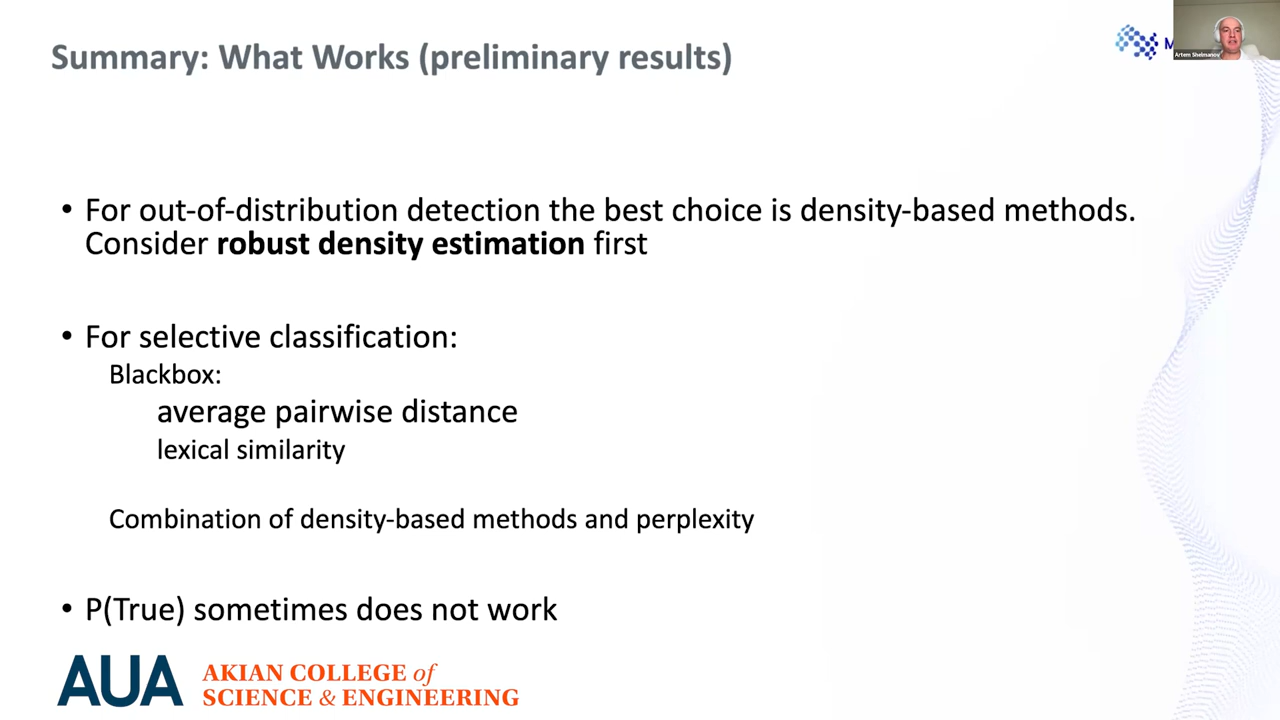 Summary: What Works (preliminary results)
M
Artem Shelmanov
• For out-of-distribution detection the best choice is density-based methods.
Consider robust density estimation first
• For selective classification:
Blackbox:
average pairwise distance
lexical similarity
Combination of density-based methods and perplexity
• P(True) sometimes does not work
AUA AKIAN COLLEGE of
SCIENCE & ENGINEERING